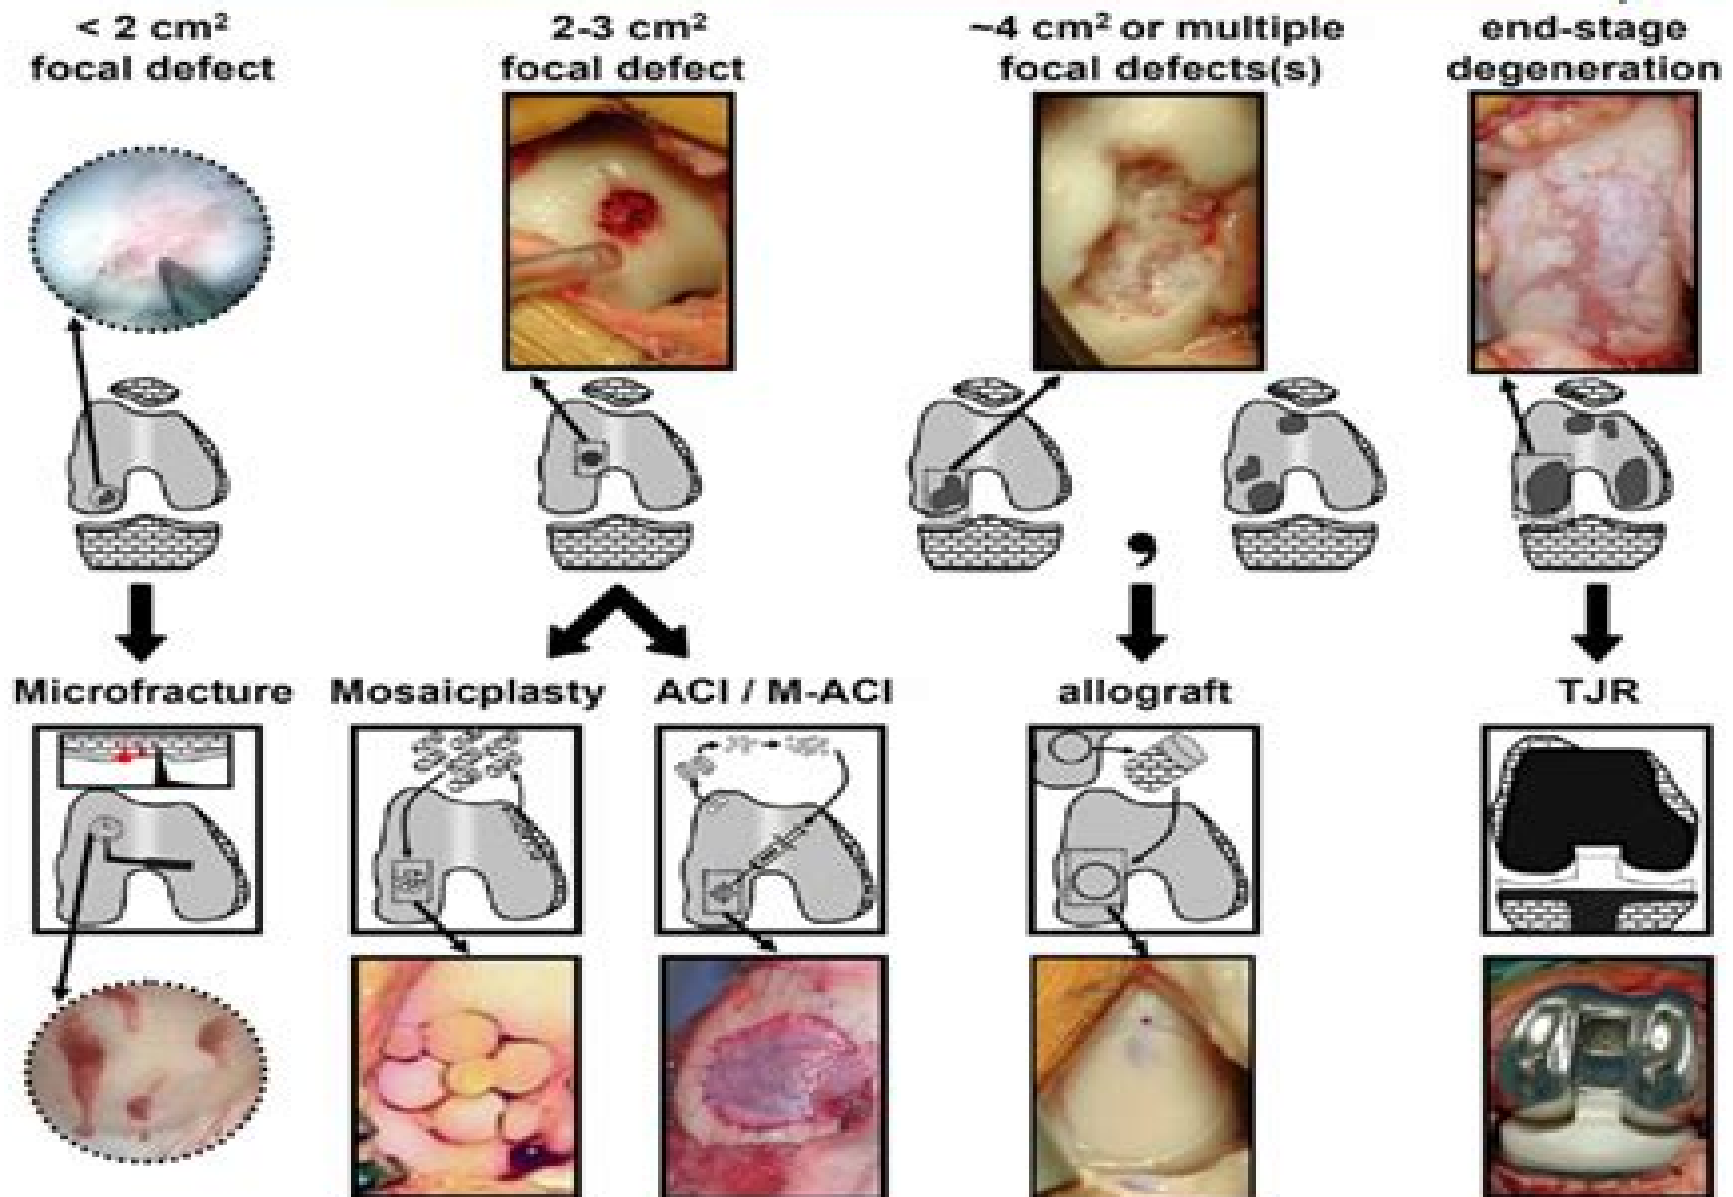 < 2 cm²
focal defect
2-3 cm²
focal defect
~4 cm² or multiple
focal defects(s)
end-stage
degeneration
,
Microfracture
Mosaicplasty
ACI / M-ACI
allograft
TJR